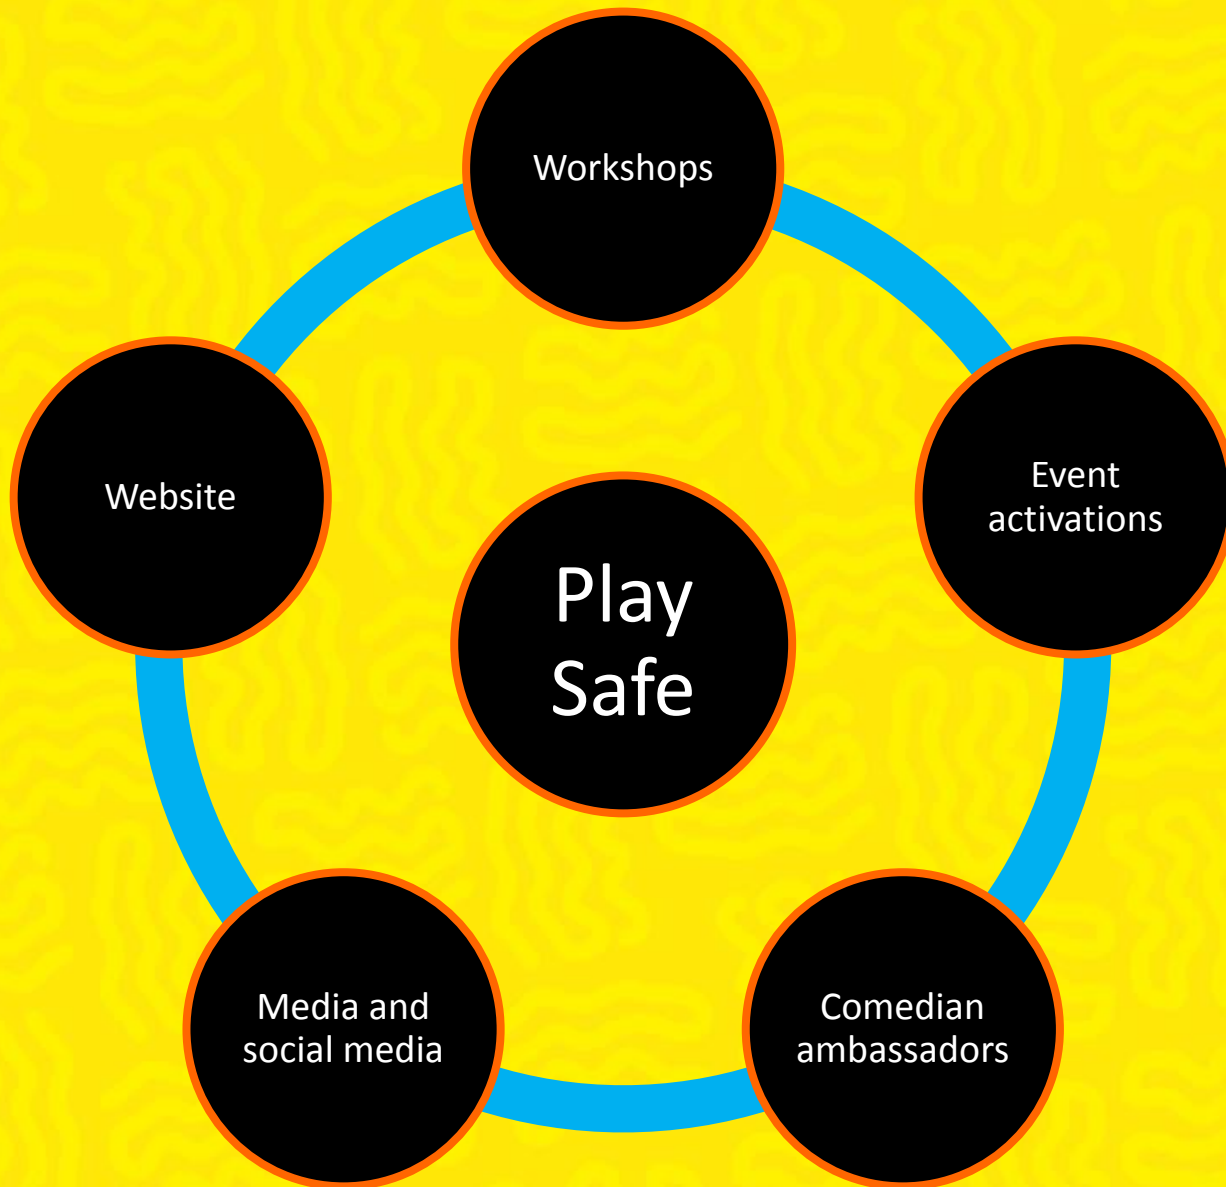 Workshops
Event
activations
Website
Play
Safe
Media and
social media
Comedian
ambassadors